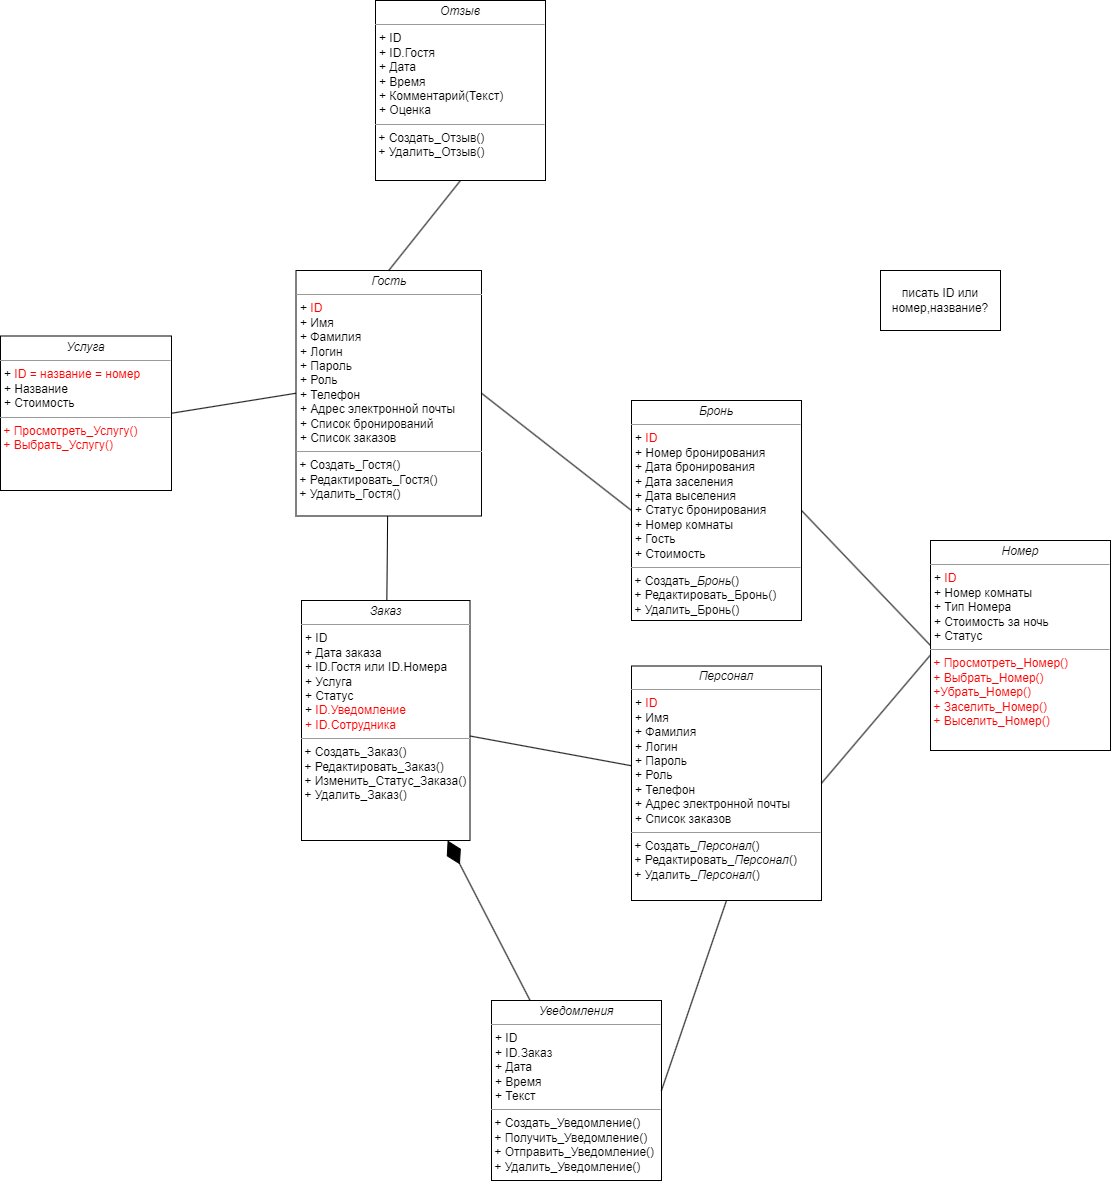 Отзыв
+ ID
+ ID.Гостя
+ Дата
+ Время
+ Комментарий(Текст)
+ Оценка
+ Создать_Отзыв()
+ Удалить_Отзыв()
Гость
+ ID
+ Имя
+ Фамилия
+ Логин
+ Пароль
+ Роль
+ Телефон
+ Адрес электронной почты
+ Список бронирований
+ Список заказов
+ Создать_Гостя()
+ Редактировать_Гостя()
+ Удалить_Гостя()
писать ID или
номер,название?
Услуга
+ ID = название = номер
+ Название
+ Стоимость
+ Просмотреть_Услугу()
+ Выбрать_Услугу()
Бронь
+ ID
+ Номер бронирования
+ Дата бронирования
+ Дата заселения
+ Дата выселения
+ Статус бронирования
+ Номер комнаты
+ Гость
+ Стоимость
+ Создать_Бронь()
+ Редактировать_Бронь()
+ Удалить_Бронь()
Номер
+ ID
+ Номер комнаты
+ Тип Номера
+ Стоимость за ночь
+ Статус
+ Просмотреть_Номер()
+ Выбрать_Номер()
+Убрать_Номер()
+ Заселить_Номер()
+ Выселить_Номер()
Заказ
+ ID
+ Дата заказа
+ ID.Гостя или ID.Номера
+ Услуга
+ Статус
+ ID.Уведомление
+ ID.Сотрудника
+ Создать_Заказ()
+ Редактировать_Заказ()
+ Изменить_Статус_Заказа()
+ Удалить_Заказ()
Персонал
+ ID
+ Имя
+ Фамилия
+ Логин
+ Пароль
+ Роль
+ Телефон
+ Адрес электронной почты
+ Список заказов
+ Создать_Персонал()
+ Редактировать_Персонал()
+ Удалить_Персонал()
Уведомления
+ ID
+ ID.Заказ
+ Дата
+ Время
+ Текст
+ Создать_Уведомление()
+ Получить_Уведомление()
+ Отправить_Уведомление()
+ Удалить_Уведомление()